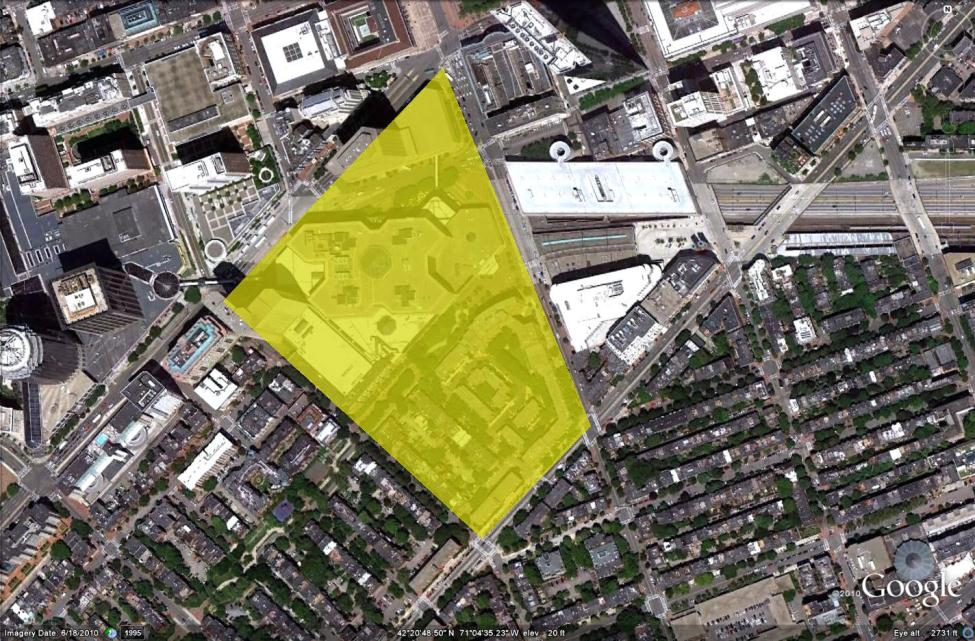 N
©2010 Google
Imagery Date: 6/18/2010 1995 42°20'48.50" N 71°04'35.23" W elev 20 ft Eye alt 2731 ft